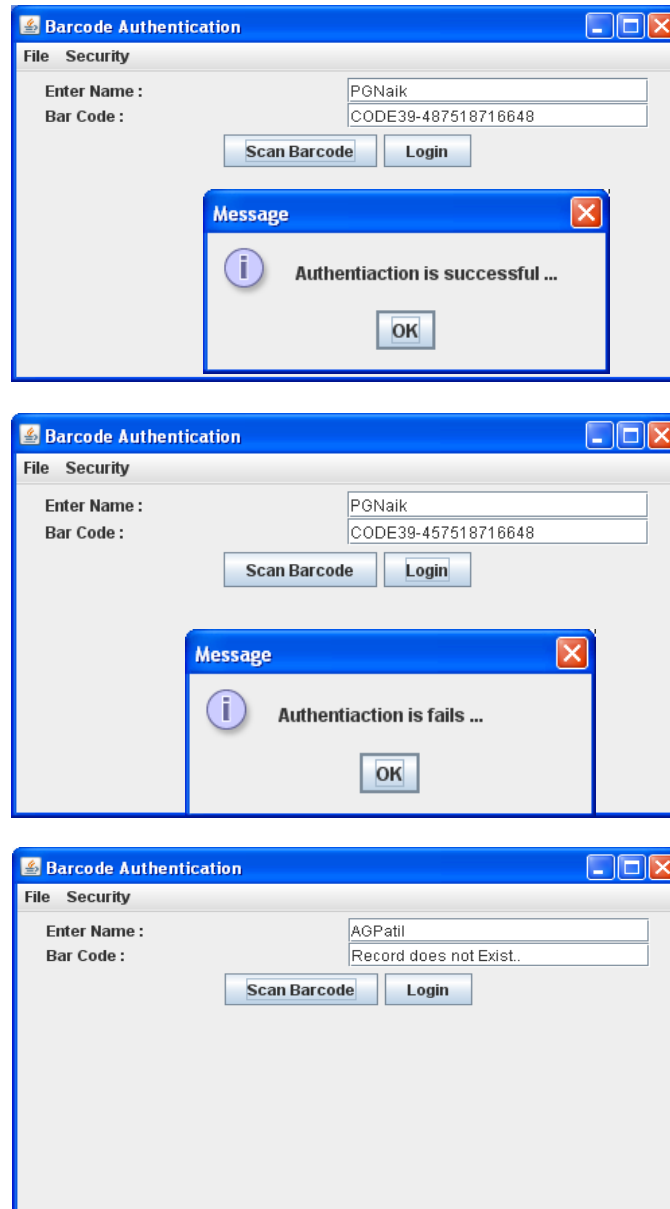 Barcode Authentication
File Security
Enter Name : PGNaik
Bar Code : CODE39-487518716648
Scan Barcode Login
Message
Authentiaction is successful ...
OK
Barcode Authentication
File Security
Enter Name : PGNaik
Bar Code : CODE39-457518716648
Scan Barcode Login
Message
Authentiaction is fails ...
OK
Barcode Authentication
File Security
Enter Name : AGPatil
Bar Code : Record does not Exist..
Scan Barcode Login